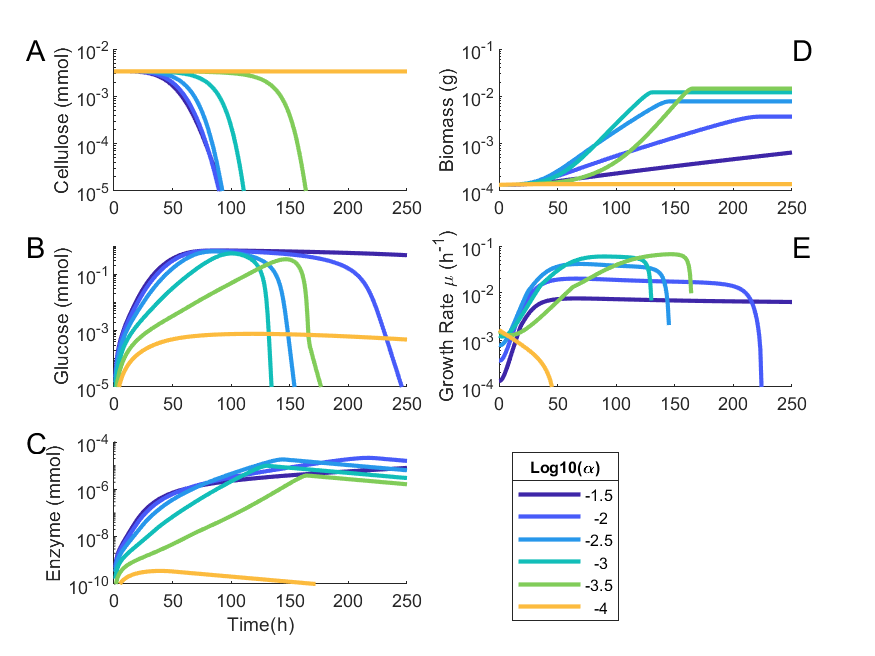 A
Cellulose (mmol)
10^-2
10^-3
10^-4
10^-5
0 50 100 150 200 250
D
Biomass (g)
10^-1
10^-2
10^-3
10^-4
0 50 100 150 200 250
B
Glucose (mmol)
10^-1
10^-3
10^-5
0 50 100 150 200 250
E
Growth Rate μ (h^-1)
10^-1
10^-2
10^-3
10^-4
0 50 100 150 200 250
C
Enzyme (mmol)
10^-4
10^-6
10^-8
10^-10
0 50 100 150 200 250
Time(h)
Log10(α)
-1.5
-2
-2.5
-3
-3.5
-4